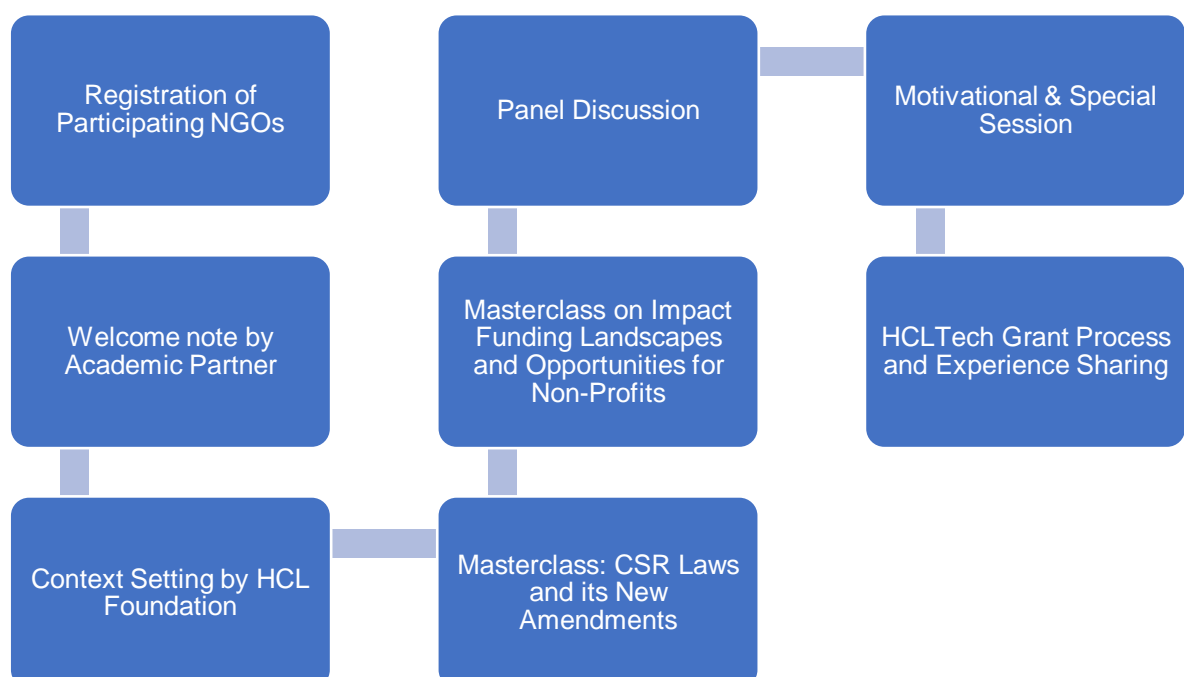 Registration of
Participating NGOs
Welcome note by
Academic Partner
Context Setting by HCL
Foundation
Masterclass: CSR Laws
and its New
Amendments
Masterclass on Impact
Funding Landscapes
and Opportunities for
Non-Profits
Panel Discussion
Motivational & Special
Session
HCLTech Grant Process
and Experience Sharing